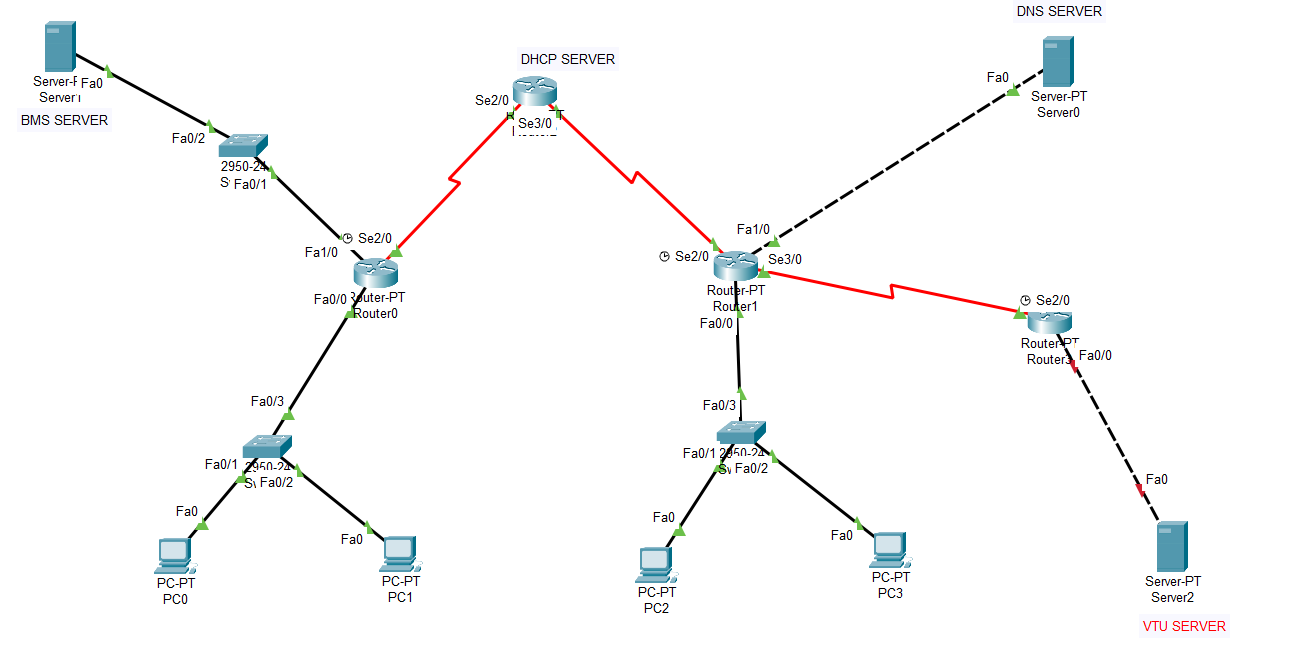 DNS SERVER
Fa0
Server-PT
Server0
DHCP SERVER
Se2/0
Se3/0
Fa0
Server1
BMS SERVER
Fa0/2
2950-24
Fa0/1
Se2/0
Fa1/0
Fa0/0
Router-PT
Router0
Fa1/0
Se2/0
Se3/0
Router-PT
Router1
Fa0/0
Se2/0
Router-PT
Router3
Fa0/0
Fa0/3
Fa0/1
2950-24
Fa0/2
Fa0
Fa0
PC-PT
PC0
PC-PT
PC1
Fa0/3
Fa0/1
2950-24
Fa0/2
Fa0
Fa0
PC-PT
PC2
PC-PT
PC3
Fa0
Server-PT
Server2
VTU SERVER